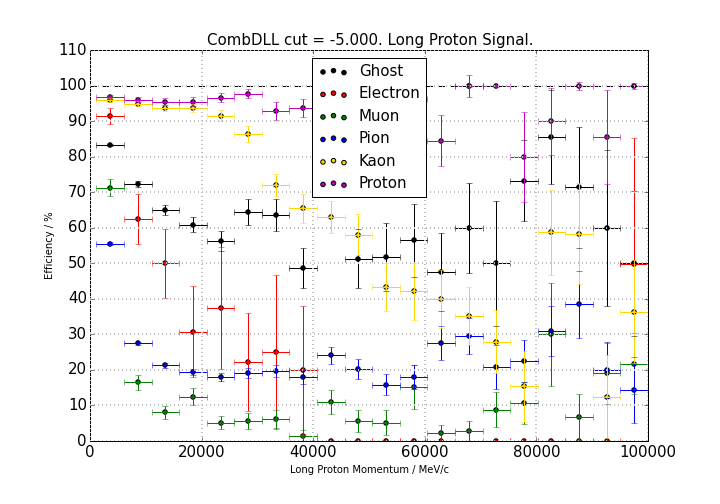 CombDLL cut = -5.000. Long Proton Signal.
110
100
90
80
70
60
50
40
30
20
10
0
Efficiency / %
Ghost
Electron
Muon
Pion
Kaon
Proton
0 20000 40000 60000 80000 100000
Long Proton Momentum / MeV/c